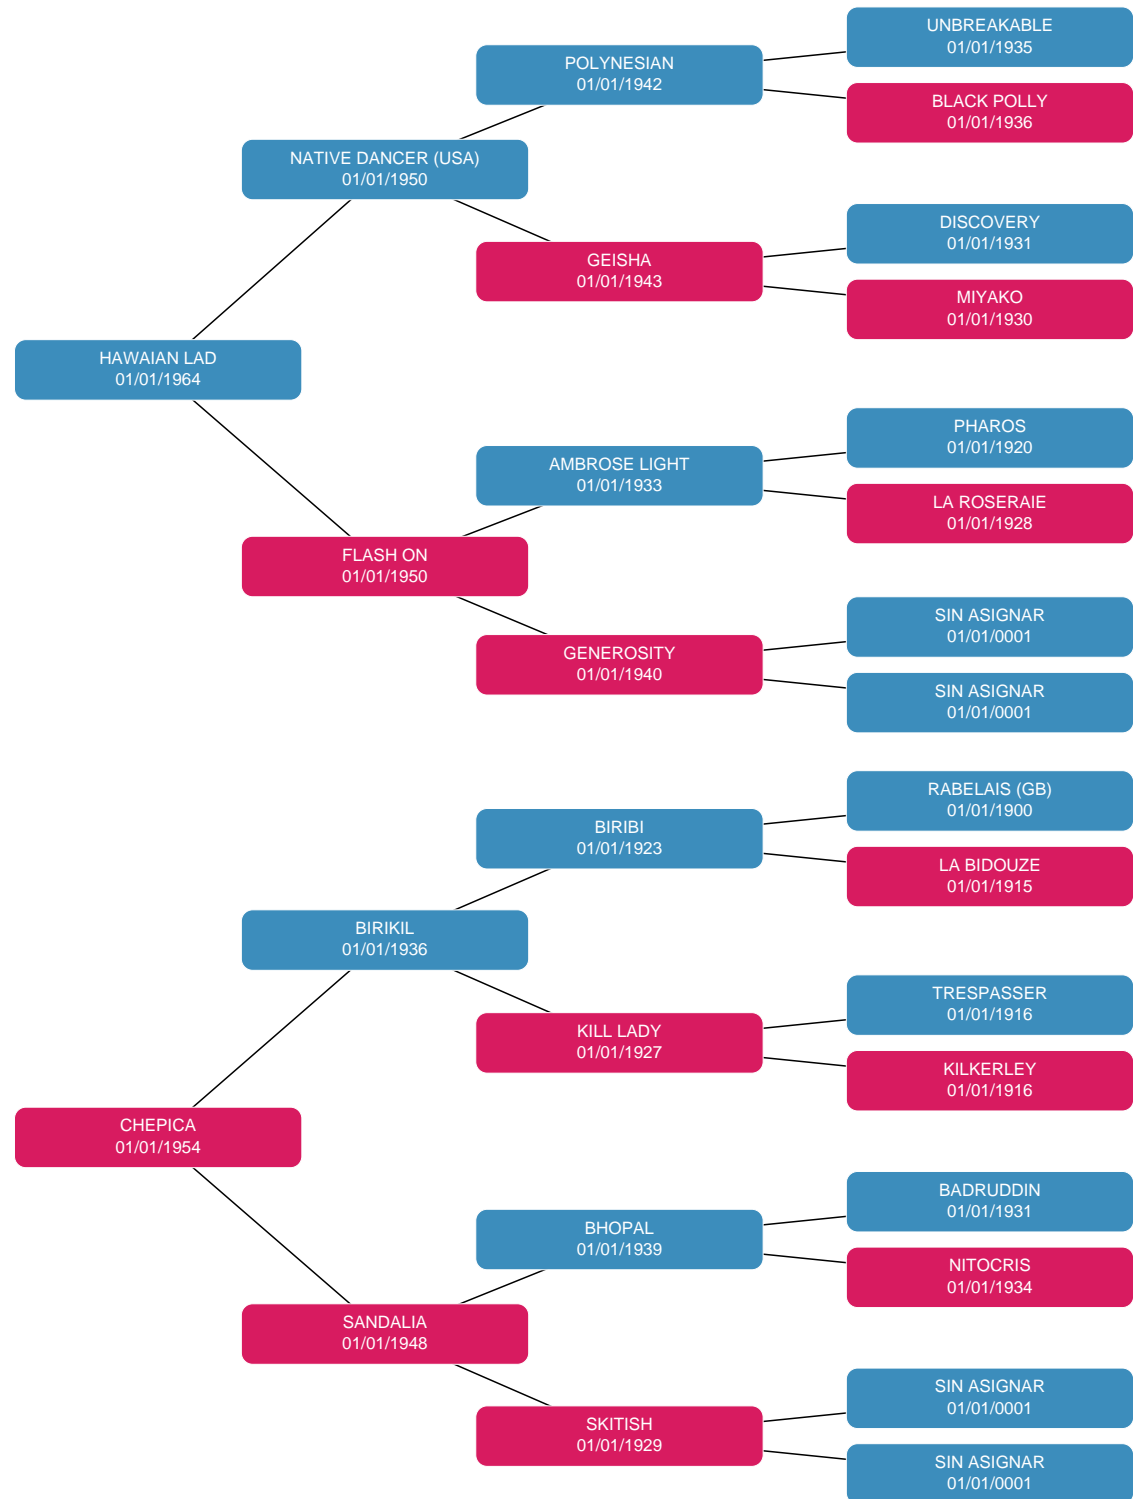 UNBREAKABLE
01/01/1935
POLYNESIAN
01/01/1942
BLACK POLLY
01/01/1936
NATIVE DANCER (USA)
01/01/1950
DISCOVERY
01/01/1931
GEISHA
01/01/1943
MIYAKO
01/01/1930
HAWAIAN LAD
01/01/1964
PHAROS
01/01/1920
AMBROSE LIGHT
01/01/1933
LA ROSERAIE
01/01/1928
FLASH ON
01/01/1950
SIN ASIGNAR
01/01/0001
GENEROSITY
01/01/1940
SIN ASIGNAR
01/01/0001
RABELAIS (GB)
01/01/1900
BIRIBI
01/01/1923
LA BIDOUZE
01/01/1915
BIRIKIL
01/01/1936
TRESPASSER
01/01/1916
KILL LADY
01/01/1927
KILKERLEY
01/01/1916
CHEPICA
01/01/1954
BADRUDDIN
01/01/1931
BHOPAL
01/01/1939
NITOCRIS
01/01/1934
SANDALIA
01/01/1948
SIN ASIGNAR
01/01/0001
SKITISH
01/01/1929
SIN ASIGNAR
01/01/0001